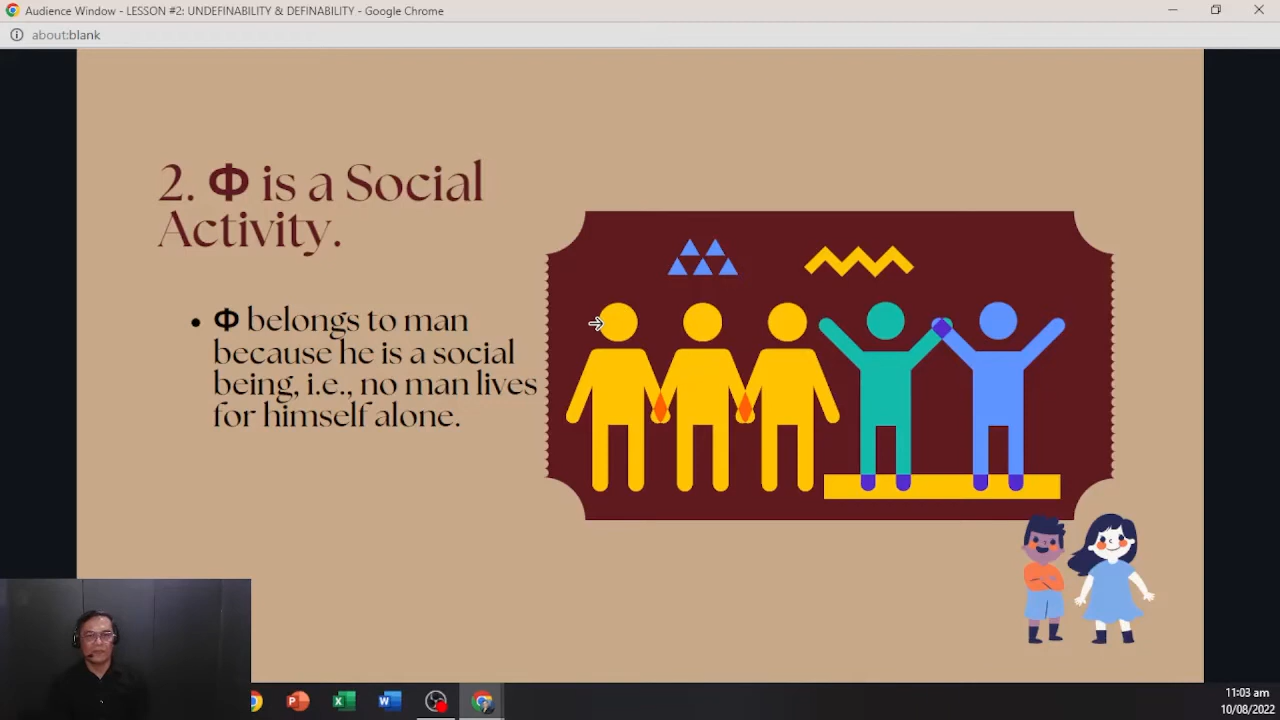 Audience Window - LESSON #2: UNDEFINABILITY & DEFINABILITY - Google Chrome
about:blank
2. Φ is a Social
Activity.
• Φ belongs to man
because he is a social
being, i.e., no man lives
for himself alone.
11:03 am
10/08/2022